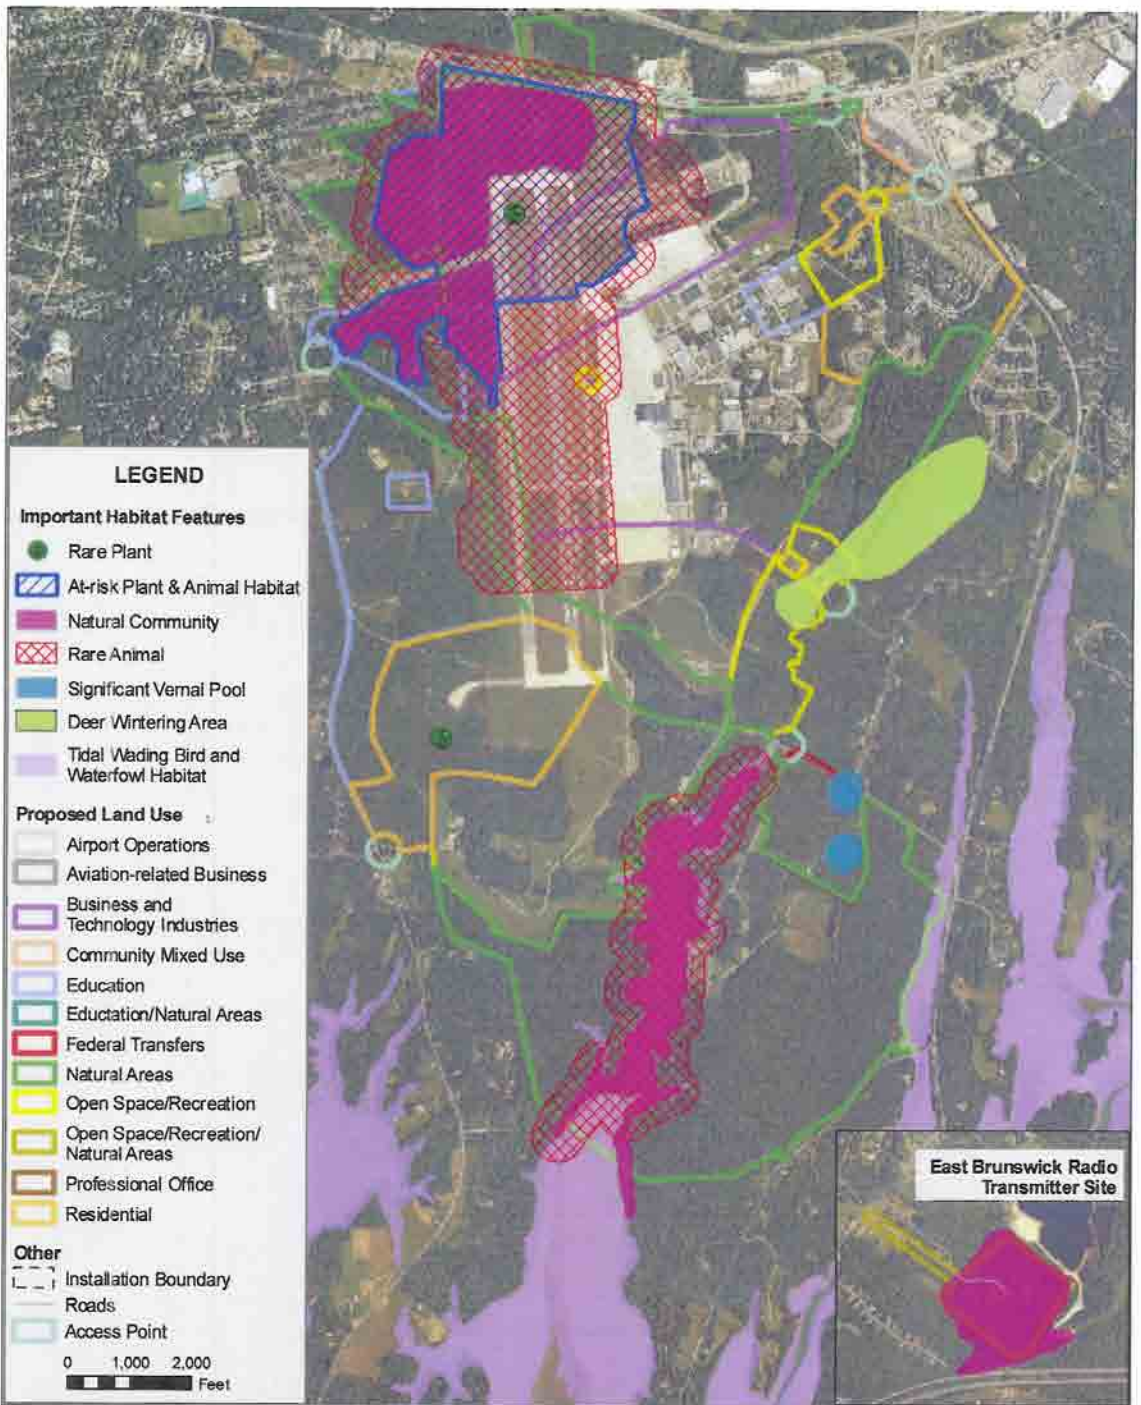 LEGEND
Important Habitat Features
Rare Plant
At-risk Plant & Animal Habitat
Natural Community
Rare Animal
Significant Vernal Pool
Deer Wintering Area
Tidal Wading Bird and
Waterfowl Habitat
Proposed Land Use
Airport Operations
Aviation-related Business
Business and
Technology Industries
Community Mixed Use
Education
Eductation/Natural Areas
Federal Transfers
Natural Areas
Open Space/Recreation
Open Space/Recreation/
Natural Areas
Professional Office
Residential
Other
Installation Boundary
Roads
Access Point
0 1,000 2,000
Feet
East Brunswick Radio
Transmitter Site